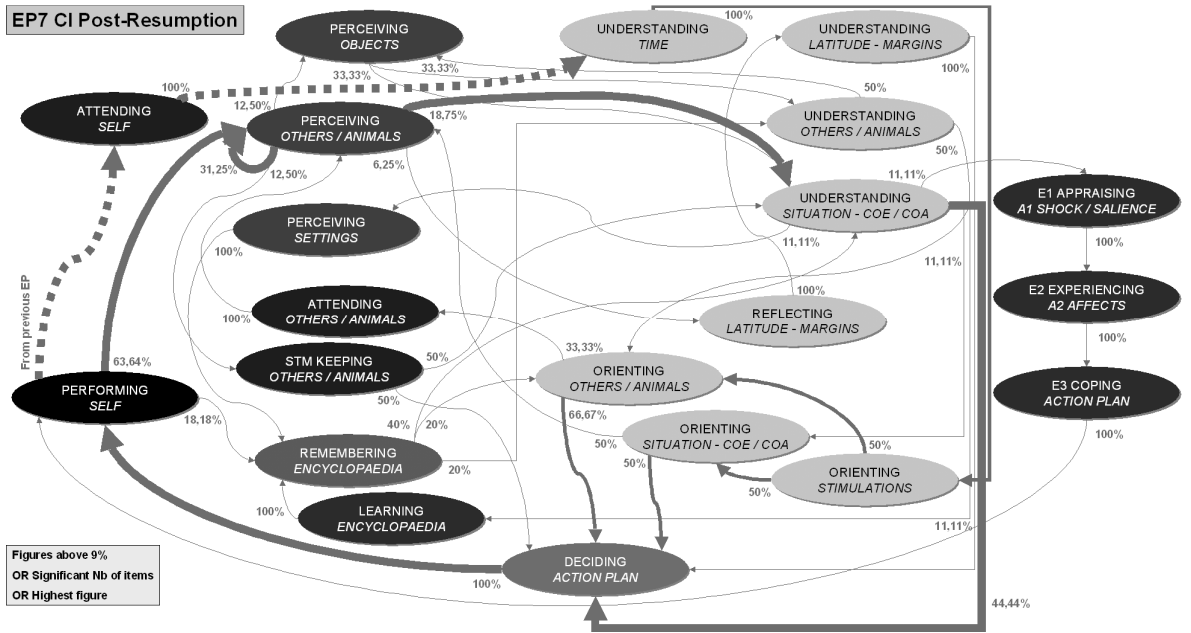 EP7 CI Post-Resumption
PERCEIVING
OBJECTS
UNDERSTANDING
TIME
100%
UNDERSTANDING
LATITUDE - MARGINS
100%
33,33%
33,33%
100%
ATTENDING
SELF
12,50%
PERCEIVING
OTHERS / ANIMALS
18,75%
50%
UNDERSTANDING
OTHERS / ANIMALS
50%
31,25%
12,50%
6,25%
11,11%
UNDERSTANDING
SITUATION - COE / COA
11,11%
11,11%
E1 APPRAISING
A1 SHOCK / SALIENCE
100%
PERCEIVING
SETTINGS
100%
E2 EXPERIENCING
A2 AFFECTS
100%
ATTENDING
OTHERS / ANIMALS
100%
100%
REFLECTING
LATITUDE - MARGINS
From previous EP
63,64%
STM KEEPING
OTHERS / ANIMALS
50%
50%
33,33%
ORIENTING
OTHERS / ANIMALS
66,67%
E3 COPING
ACTION PLAN
100%
PERFORMING
SELF
18,18%
40%
20%
REMEMBERING
ENCYCLOPAEDIA
20%
50%
ORIENTING
SITUATION - COE / COA
50%
50%
ORIENTING
STIMULATIONS
50%
100%
LEARNING
ENCYCLOPAEDIA
11,11%
DECIDING
ACTION PLAN
100%
44,44%
Figures above 9%
OR Significant Nb of items
OR Highest figure